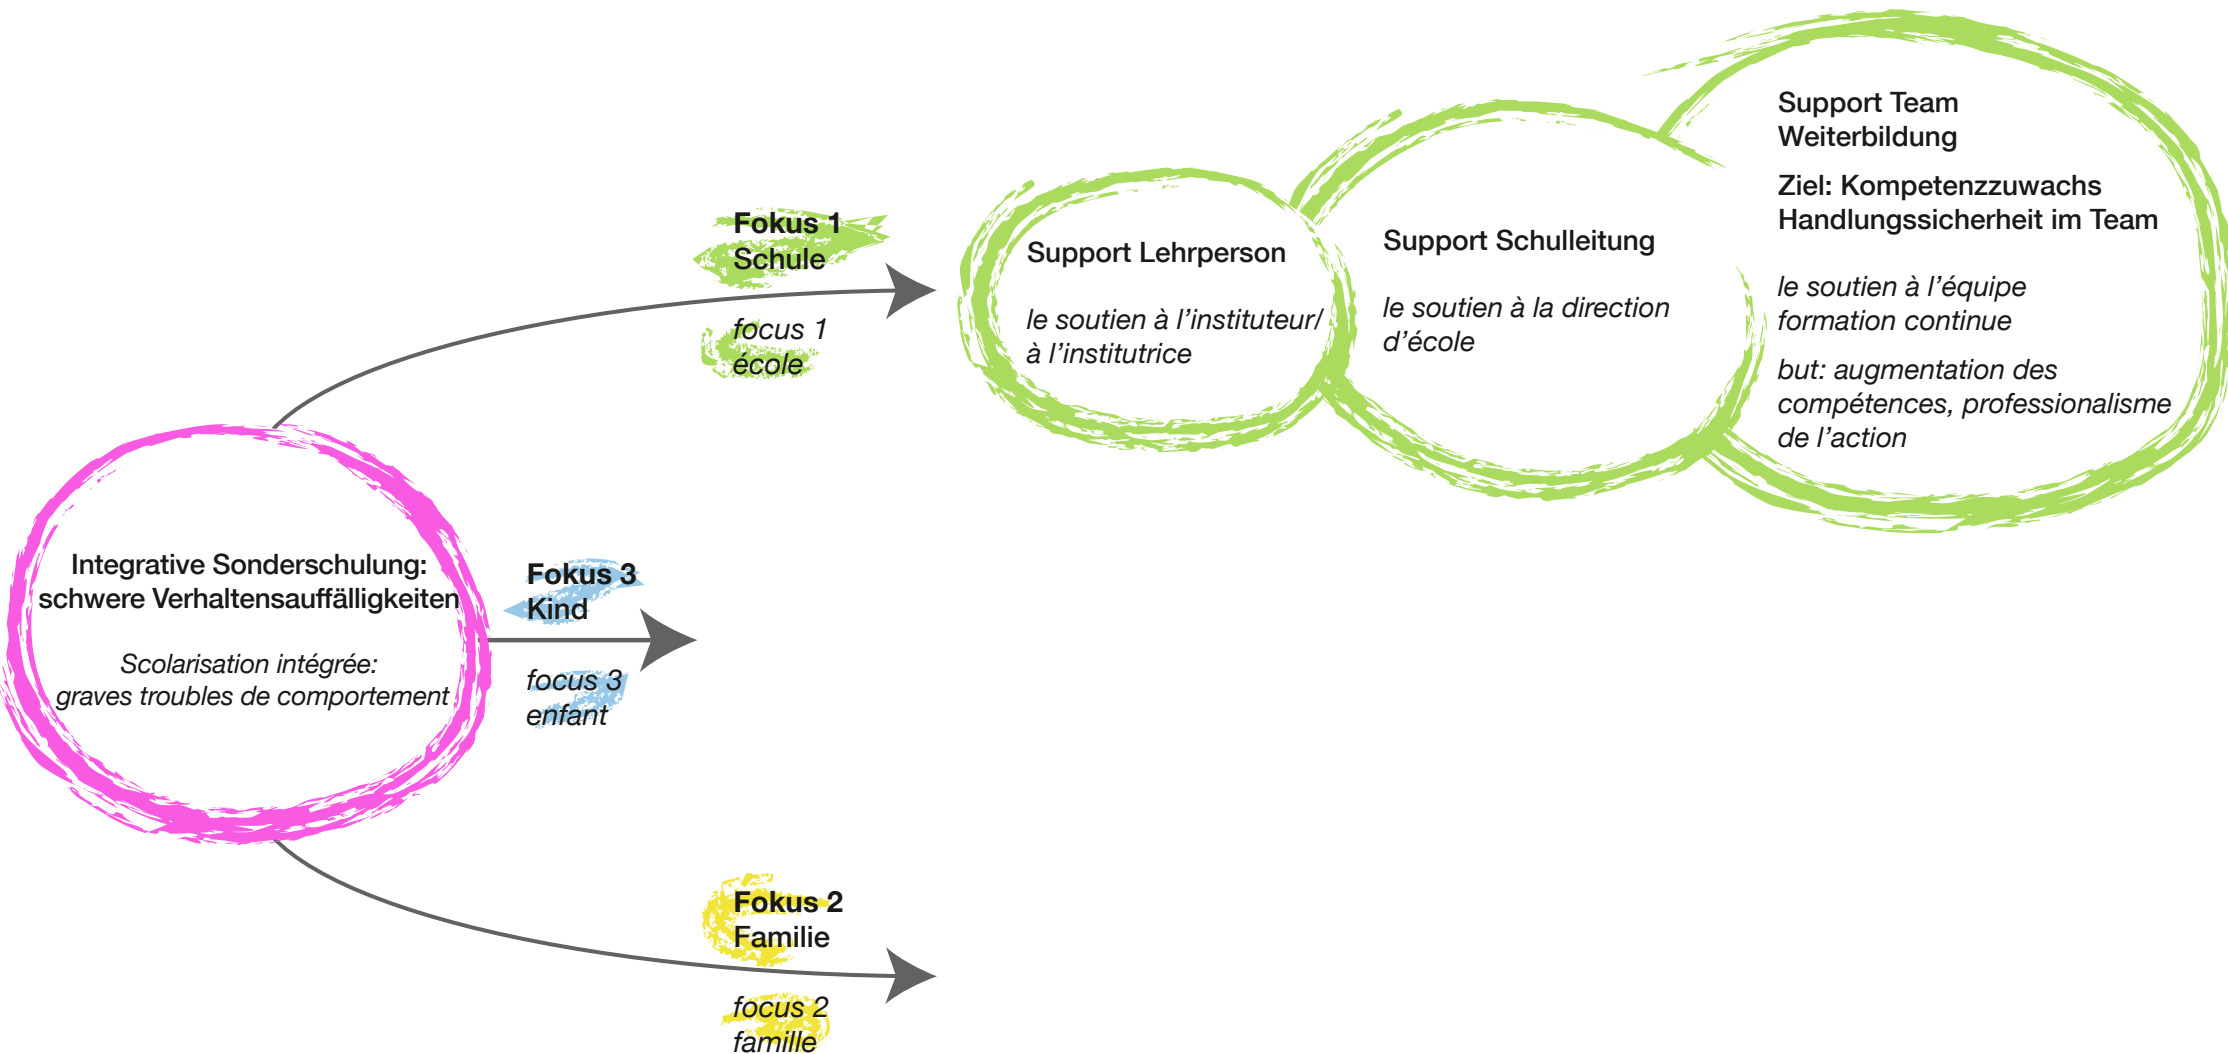 Support Team
Weiterbildung
Ziel: Kompetenzzuwachs
Handlungssicherheit im Team
le soutien à l’équipe
formation continue
but: augmentation des
compétences, professionalisme
de l’action
Support Schulleitung
le soutien à la direction
d’école
Support Lehrperson
le soutien à l’instituteur/
à l’institutrice
Fokus 1
Schule
focus 1
école
Integrative Sonderschulung:
schwere Verhaltensauffälligkeiten
Scolarisation intégrée:
graves troubles de comportement
Fokus 3
Kind
focus 3
enfant
Fokus 2
Familie
focus 2
famille